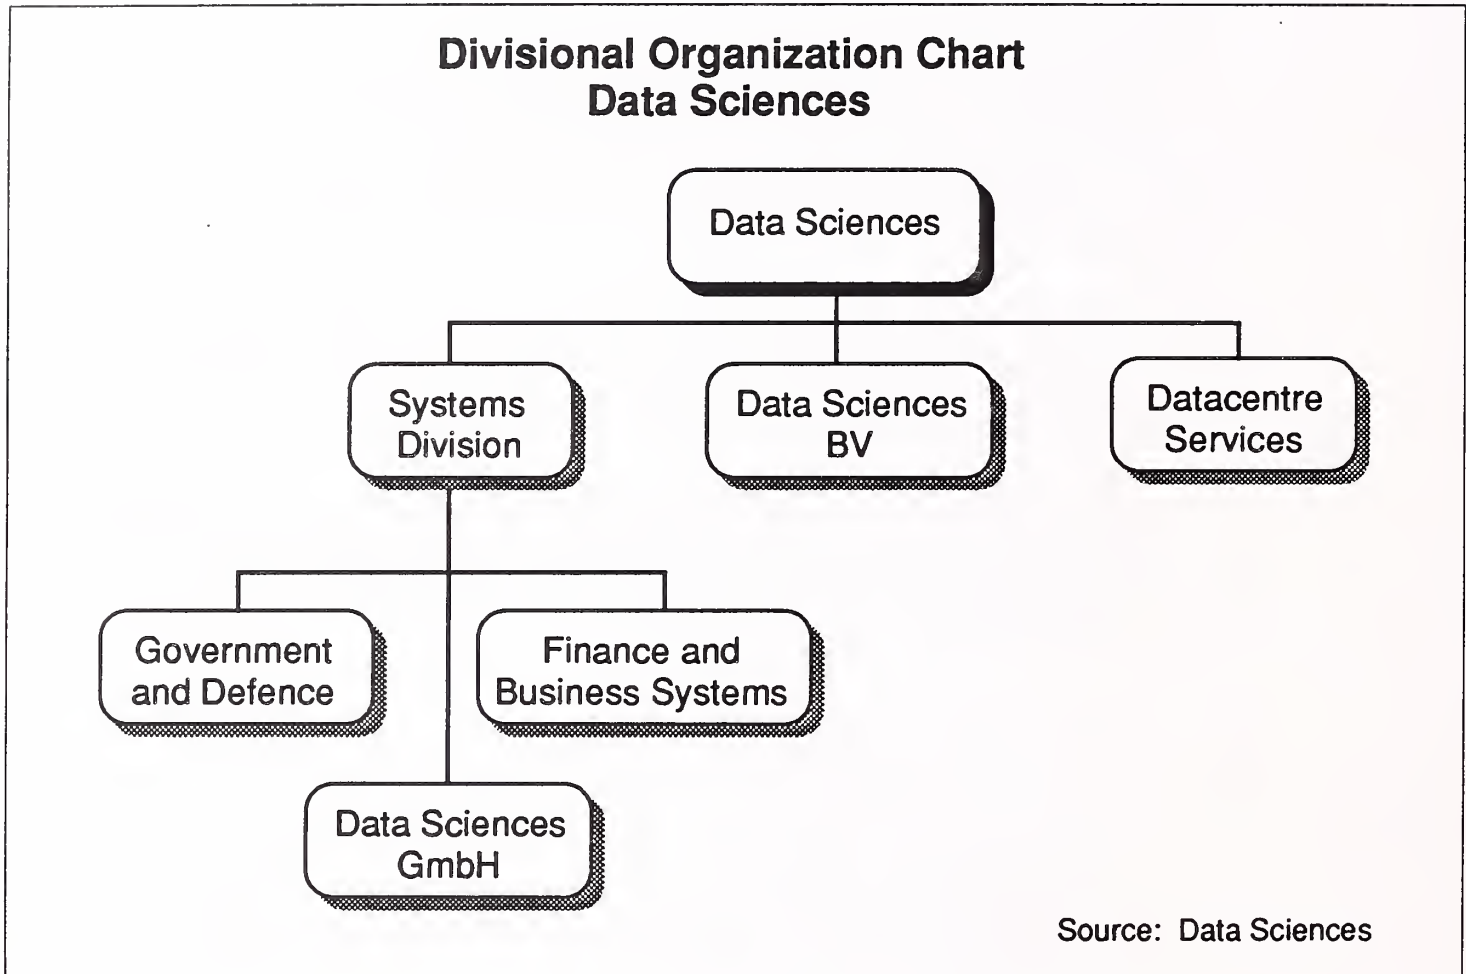 Divisional Organization Chart
Data Sciences
Data Sciences
Systems
Division
Data Sciences
BV
Datacentre
Services
Government
and Defence
Finance and
Business Systems
Data Sciences
GmbH
Source: Data Sciences